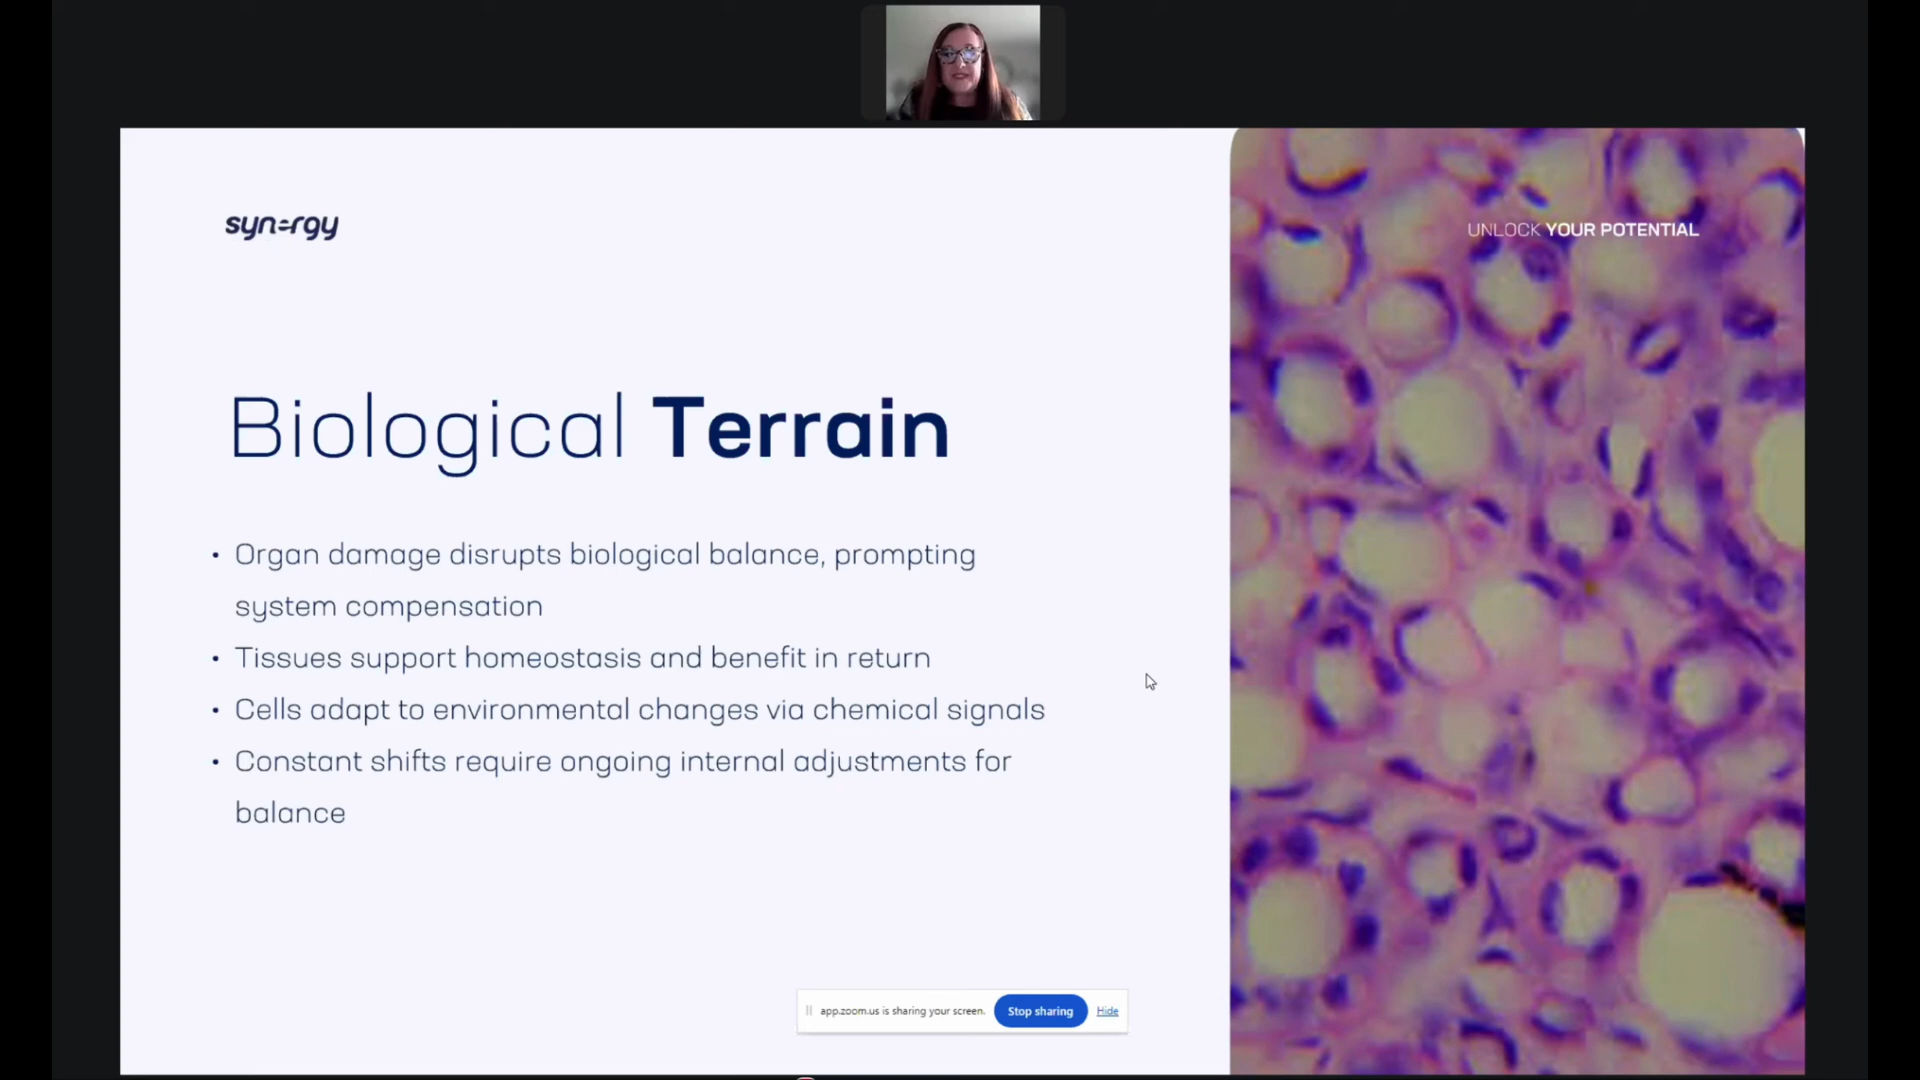 synergy
UNLOCK YOUR POTENTIAL
Biological Terrain
• Organ damage disrupts biological balance, prompting
system compensation
• Tissues support homeostasis and benefit in return
• Cells adapt to environmental changes via chemical signals
• Constant shifts require ongoing internal adjustments for
balance
app.zoom.us is sharing your screen. Stop sharing Hide